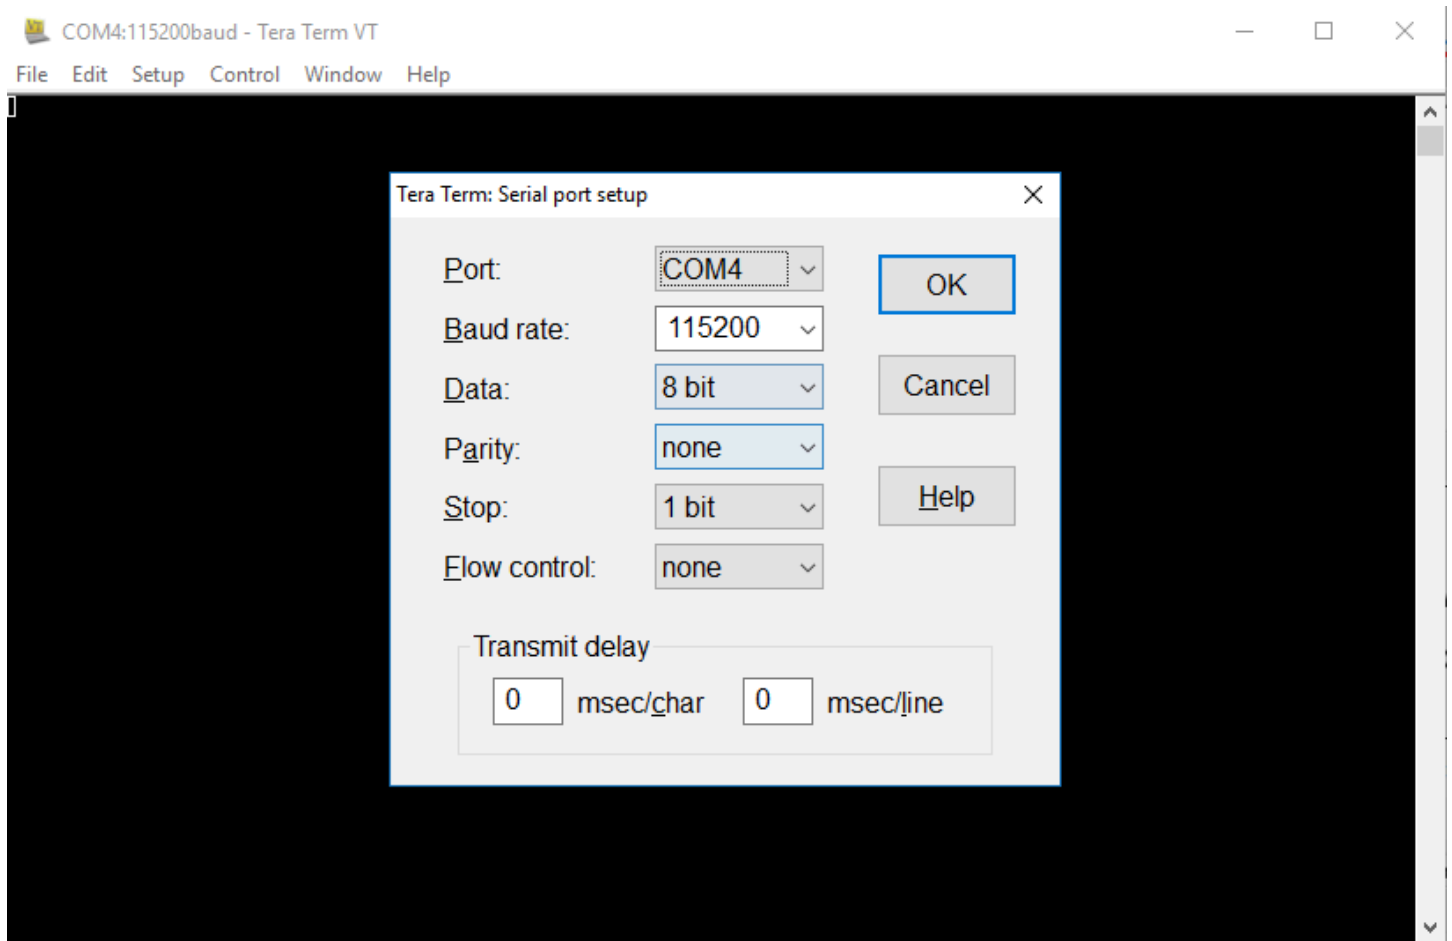 COM4:115200baud - Tera Term VT
File Edit Setup Control Window Help
Tera Term: Serial port setup
Port: COM4
OK
Baud rate: 115200
Data: 8 bit
Cancel
Parity: none
Stop: 1 bit
Help
Flow control: none
Transmit delay
0 msec/char 0 msec/line